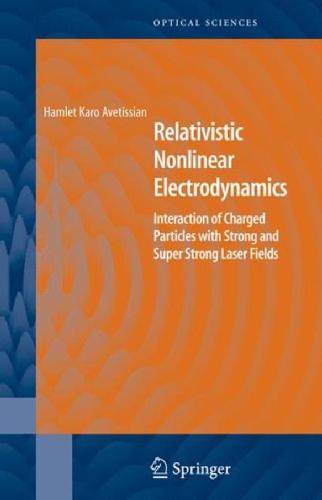 OPTICAL SCIENCES
Hamlet Karo Avetissian
Relativistic
Nonlinear
Electrodynamics
Interaction of Charged
Particles with Strong and
Super Strong Laser Fields
Springer